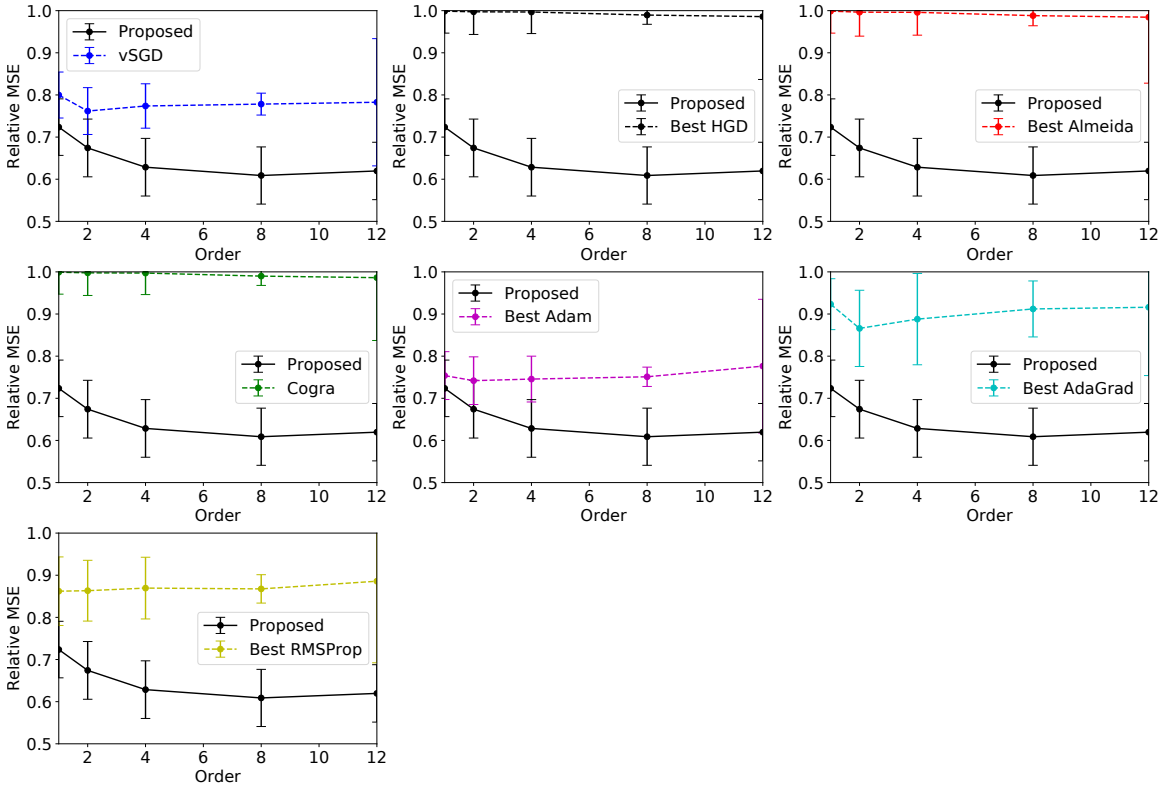 1.0
0.9
0.8
0.7
0.6
0.5
Relative MSE
Proposed
vSGD
2 4 6 8 10 12
Order
1.0
0.9
0.8
0.7
0.6
0.5
Relative MSE
Proposed
Best HGD
2 4 6 8 10 12
Order
1.0
0.9
0.8
0.7
0.6
0.5
Relative MSE
Proposed
Best Almeida
2 4 6 8 10 12
Order
1.0
0.9
0.8
0.7
0.6
0.5
Relative MSE
Proposed
Cogra
2 4 6 8 10 12
Order
1.0
0.9
0.8
0.7
0.6
0.5
Relative MSE
Proposed
Best Adam
2 4 6 8 10 12
Order
1.0
0.9
0.8
0.7
0.6
0.5
Relative MSE
Proposed
Best AdaGrad
2 4 6 8 10 12
Order
1.0
0.9
0.8
0.7
0.6
0.5
Relative MSE
Proposed
Best RMSProp
2 4 6 8 10 12
Order